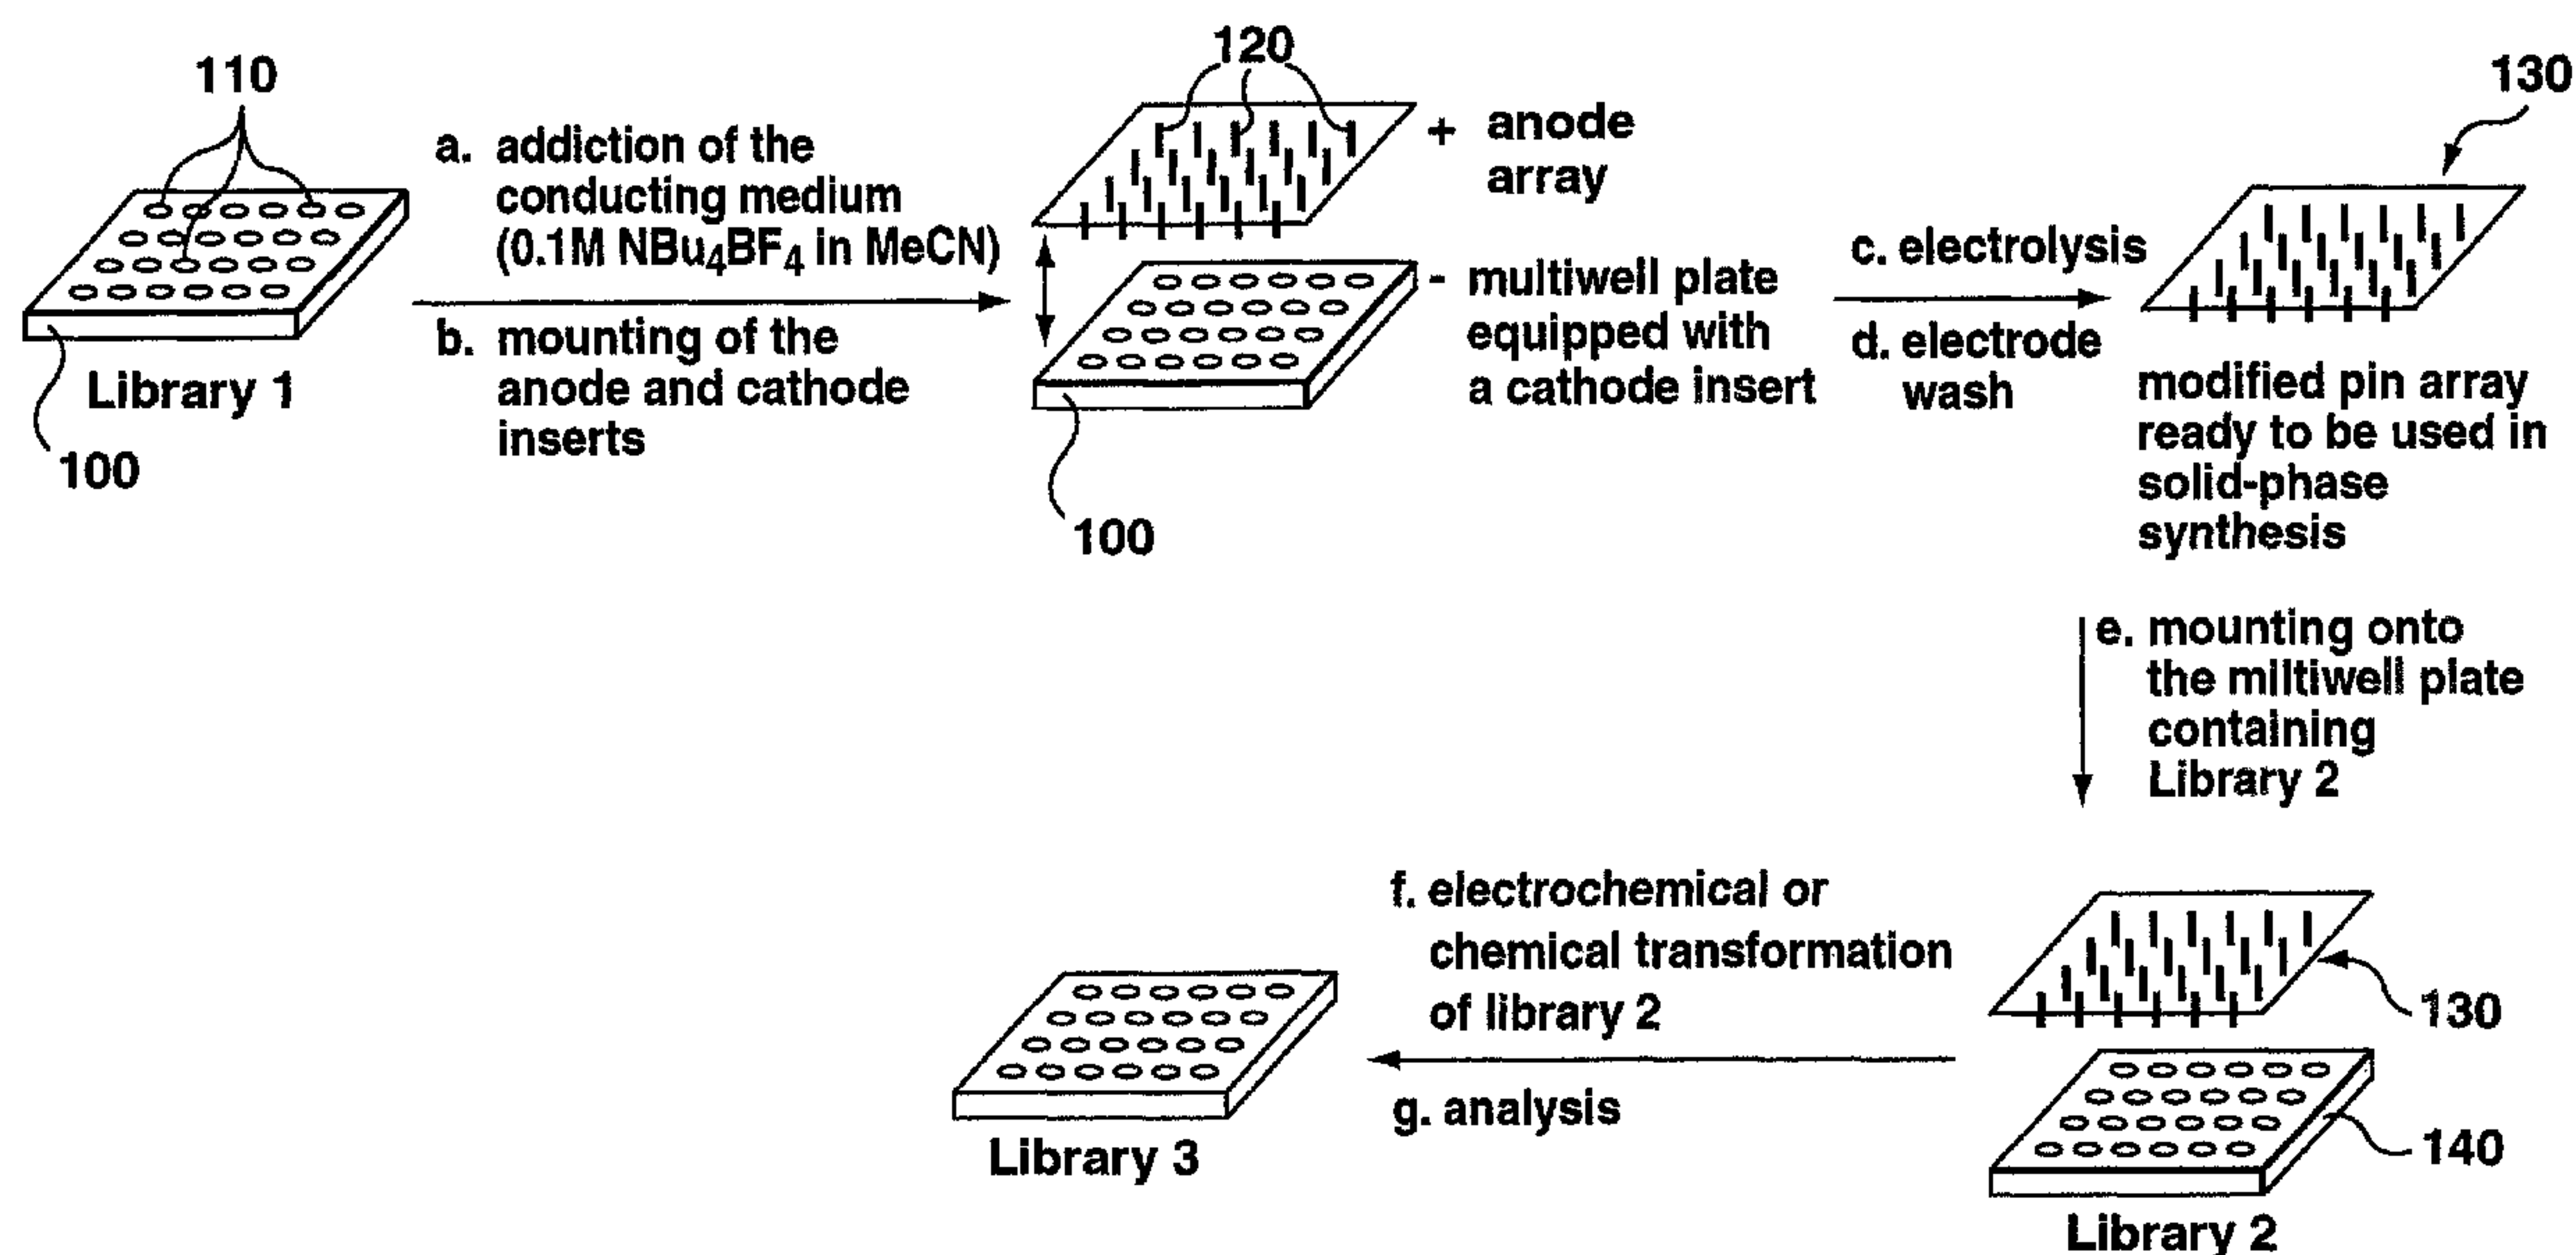 110
Library 1
100
a. addiction of the
conducting medium
(0.1M NBu4BF4 in MeCN)
b. mounting of the
anode and cathode
inserts
120
+ anode
array
- multiwell plate
equipped with
a cathode insert
100
c. electrolysis
d. electrode
wash
130
modified pin array
ready to be used in
solid-phase
synthesis
e. mounting onto
the miltiwell plate
containing
Library 2
130
140
Library 2
f. electrochemical or
chemical transformation
of library 2
g. analysis
Library 3